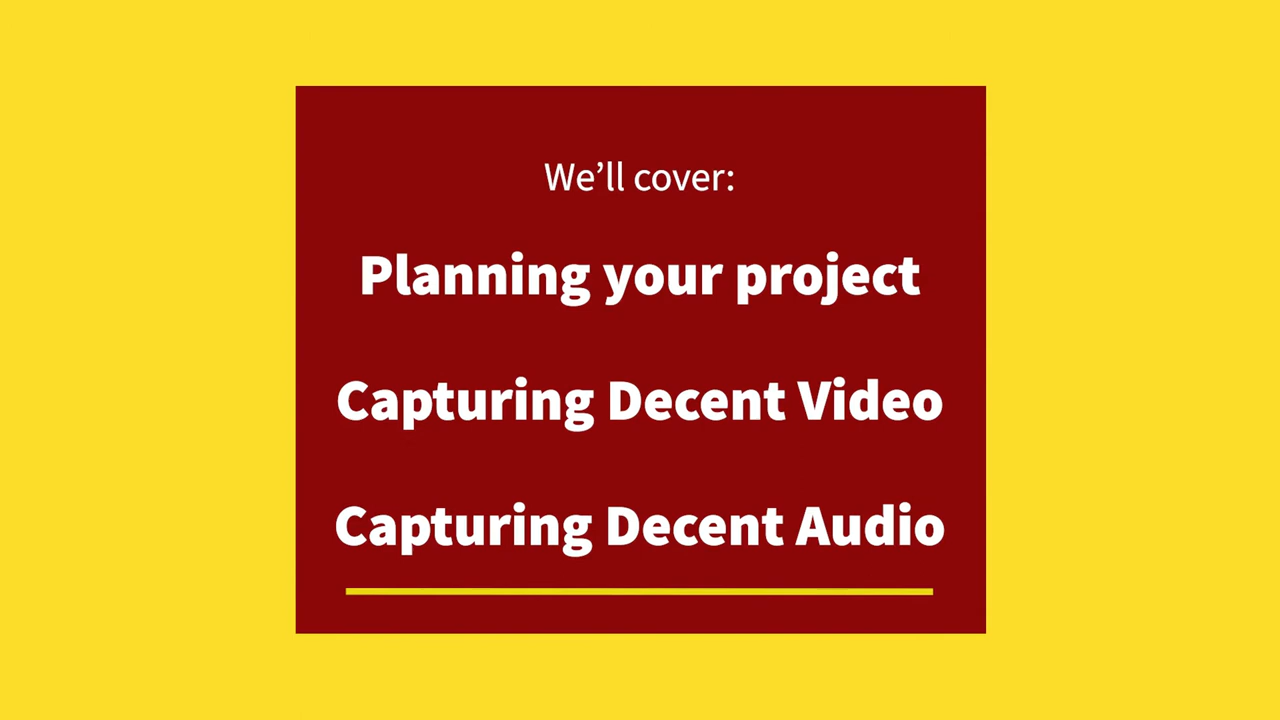 We’ll cover:
Planning your project
Capturing Decent Video
Capturing Decent Audio